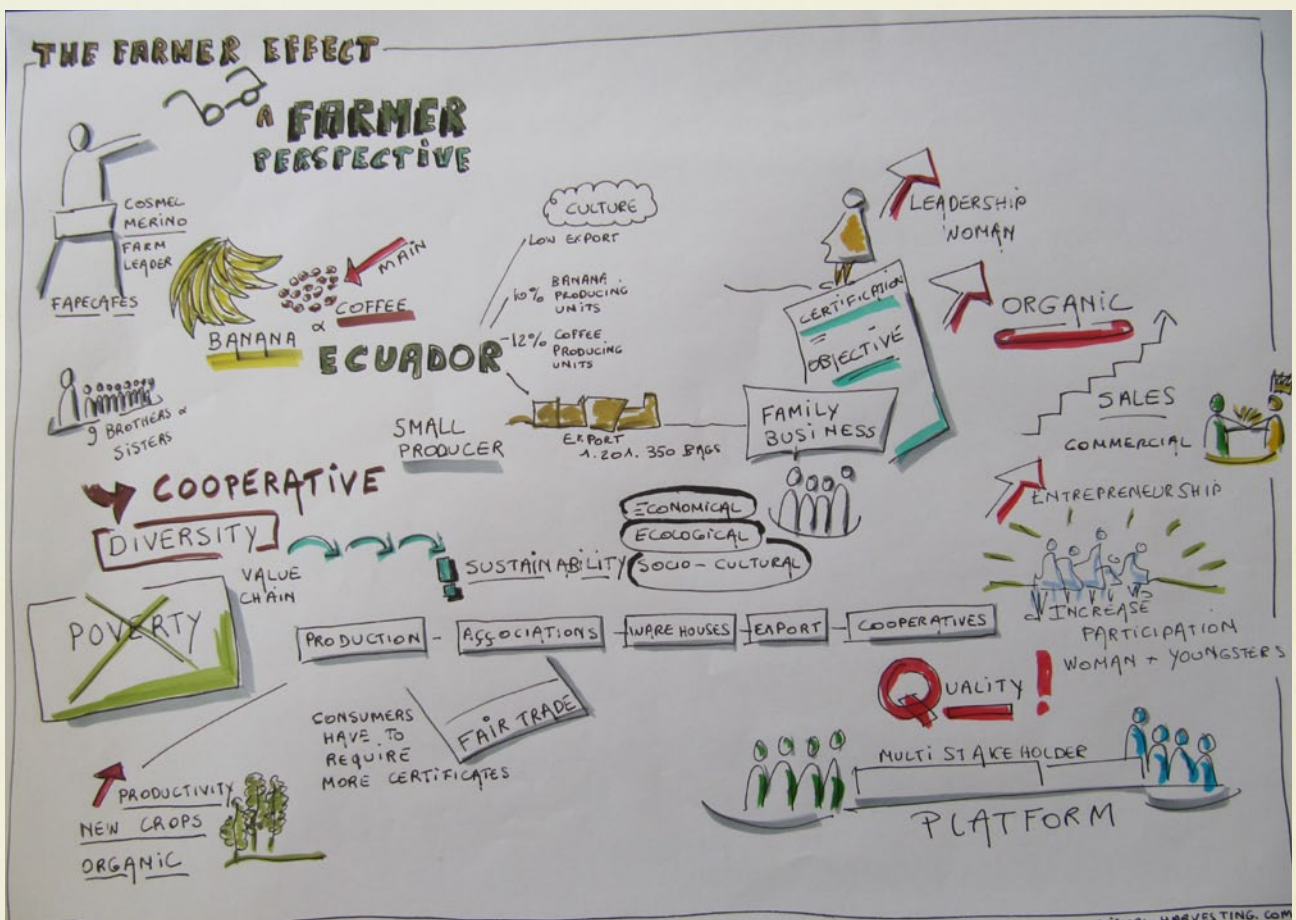 THE FARMER EFFECT
A FARMER
PERSPECTIVE
COSMEL
MERINO
FARM
LEADER
FAPECAFES
MAIN
BANANA
&
COFFEE
ECUADOR
CULTURE
LOW EXPORT
10% BANANA
PRODUCING
UNITS
-12% COFFEE
PRODUCING
UNITS
EXPORT
1.201.350 BAGS
SMALL
PRODUCER
9 BROTHERS &
SISTERS
FAMILY
BUSINESS
CERTIFICATION
OBJECTIVE
LEADERSHIP
WOMAN
ORGANIC
SALES
COMMERCIAL
ENTREPRENEURSHIP
INCREASE
PARTICIPATION
WOMAN + YOUNGSTERS
COOPERATIVE
DIVERSITY
VALUE
CHAIN
SUSTAINABILITY
ECONOMICAL
ECOLOGICAL
SOCIO-CULTURAL
POVERTY
PRODUCTION - ASSOCIATIONS - WARE HOUSES - EXPORT - COOPERATIVES
FAIR TRADE
CONSUMERS
HAVE TO
REQUIRE
MORE CERTIFICATES
PRODUCTIVITY
NEW CROPS
ORGANIC
QUALITY!
MULTI STAKEHOLDER
PLATFORM
HARVESTING.COM